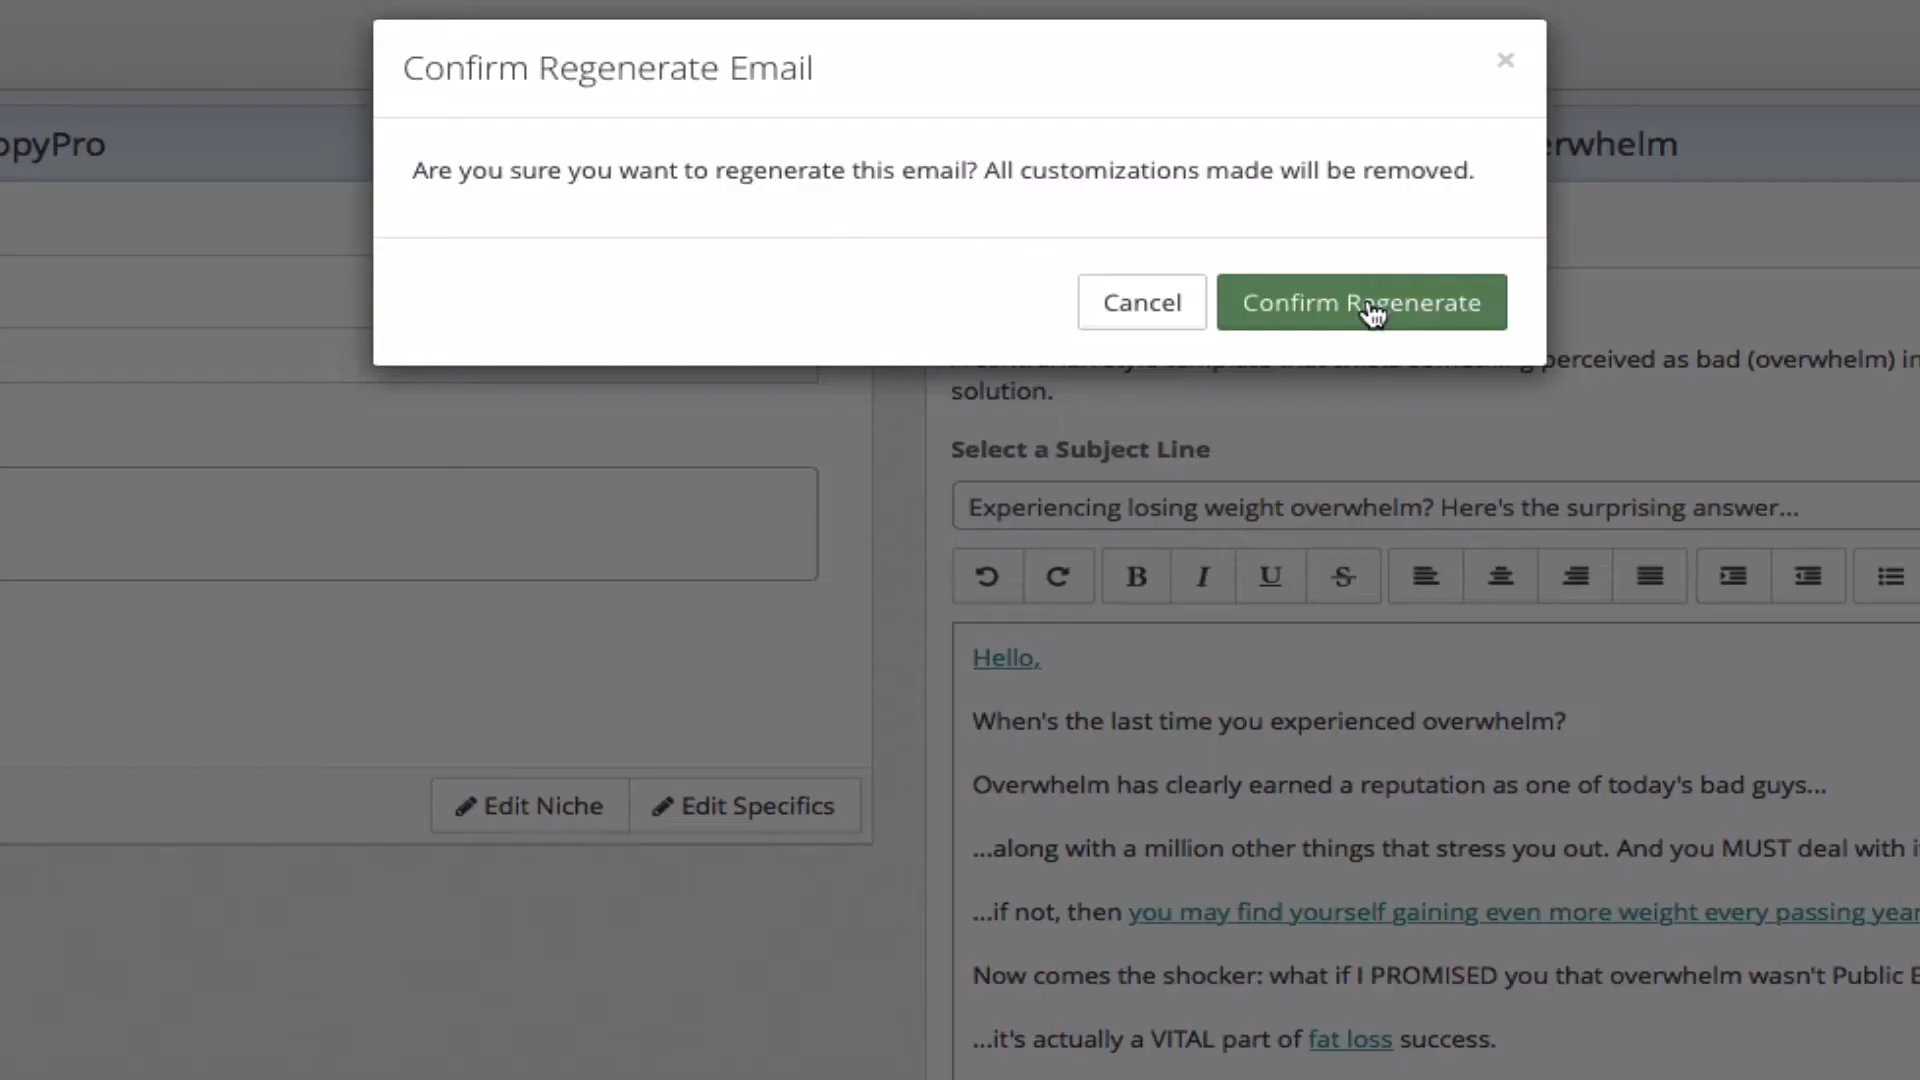 Confirm Regenerate Email
×
opyPro
erwhelm
Are you sure you want to regenerate this email? All customizations made will be removed.
Cancel
Confirm Regenerate
perceived as bad (overwhelm) in
solution.
Select a Subject Line
Experiencing losing weight overwhelm? Here's the surprising answer...
B I U S
Hello,
When's the last time you experienced overwhelm?
Overwhelm has clearly earned a reputation as one of today's bad guys...
...along with a million other things that stress you out. And you MUST deal with i
Edit Niche
Edit Specifics
...if not, then you may find yourself gaining even more weight every passing year
Now comes the shocker: what if I PROMISED you that overwhelm wasn't Public E
...it's actually a VITAL part of fat loss success.